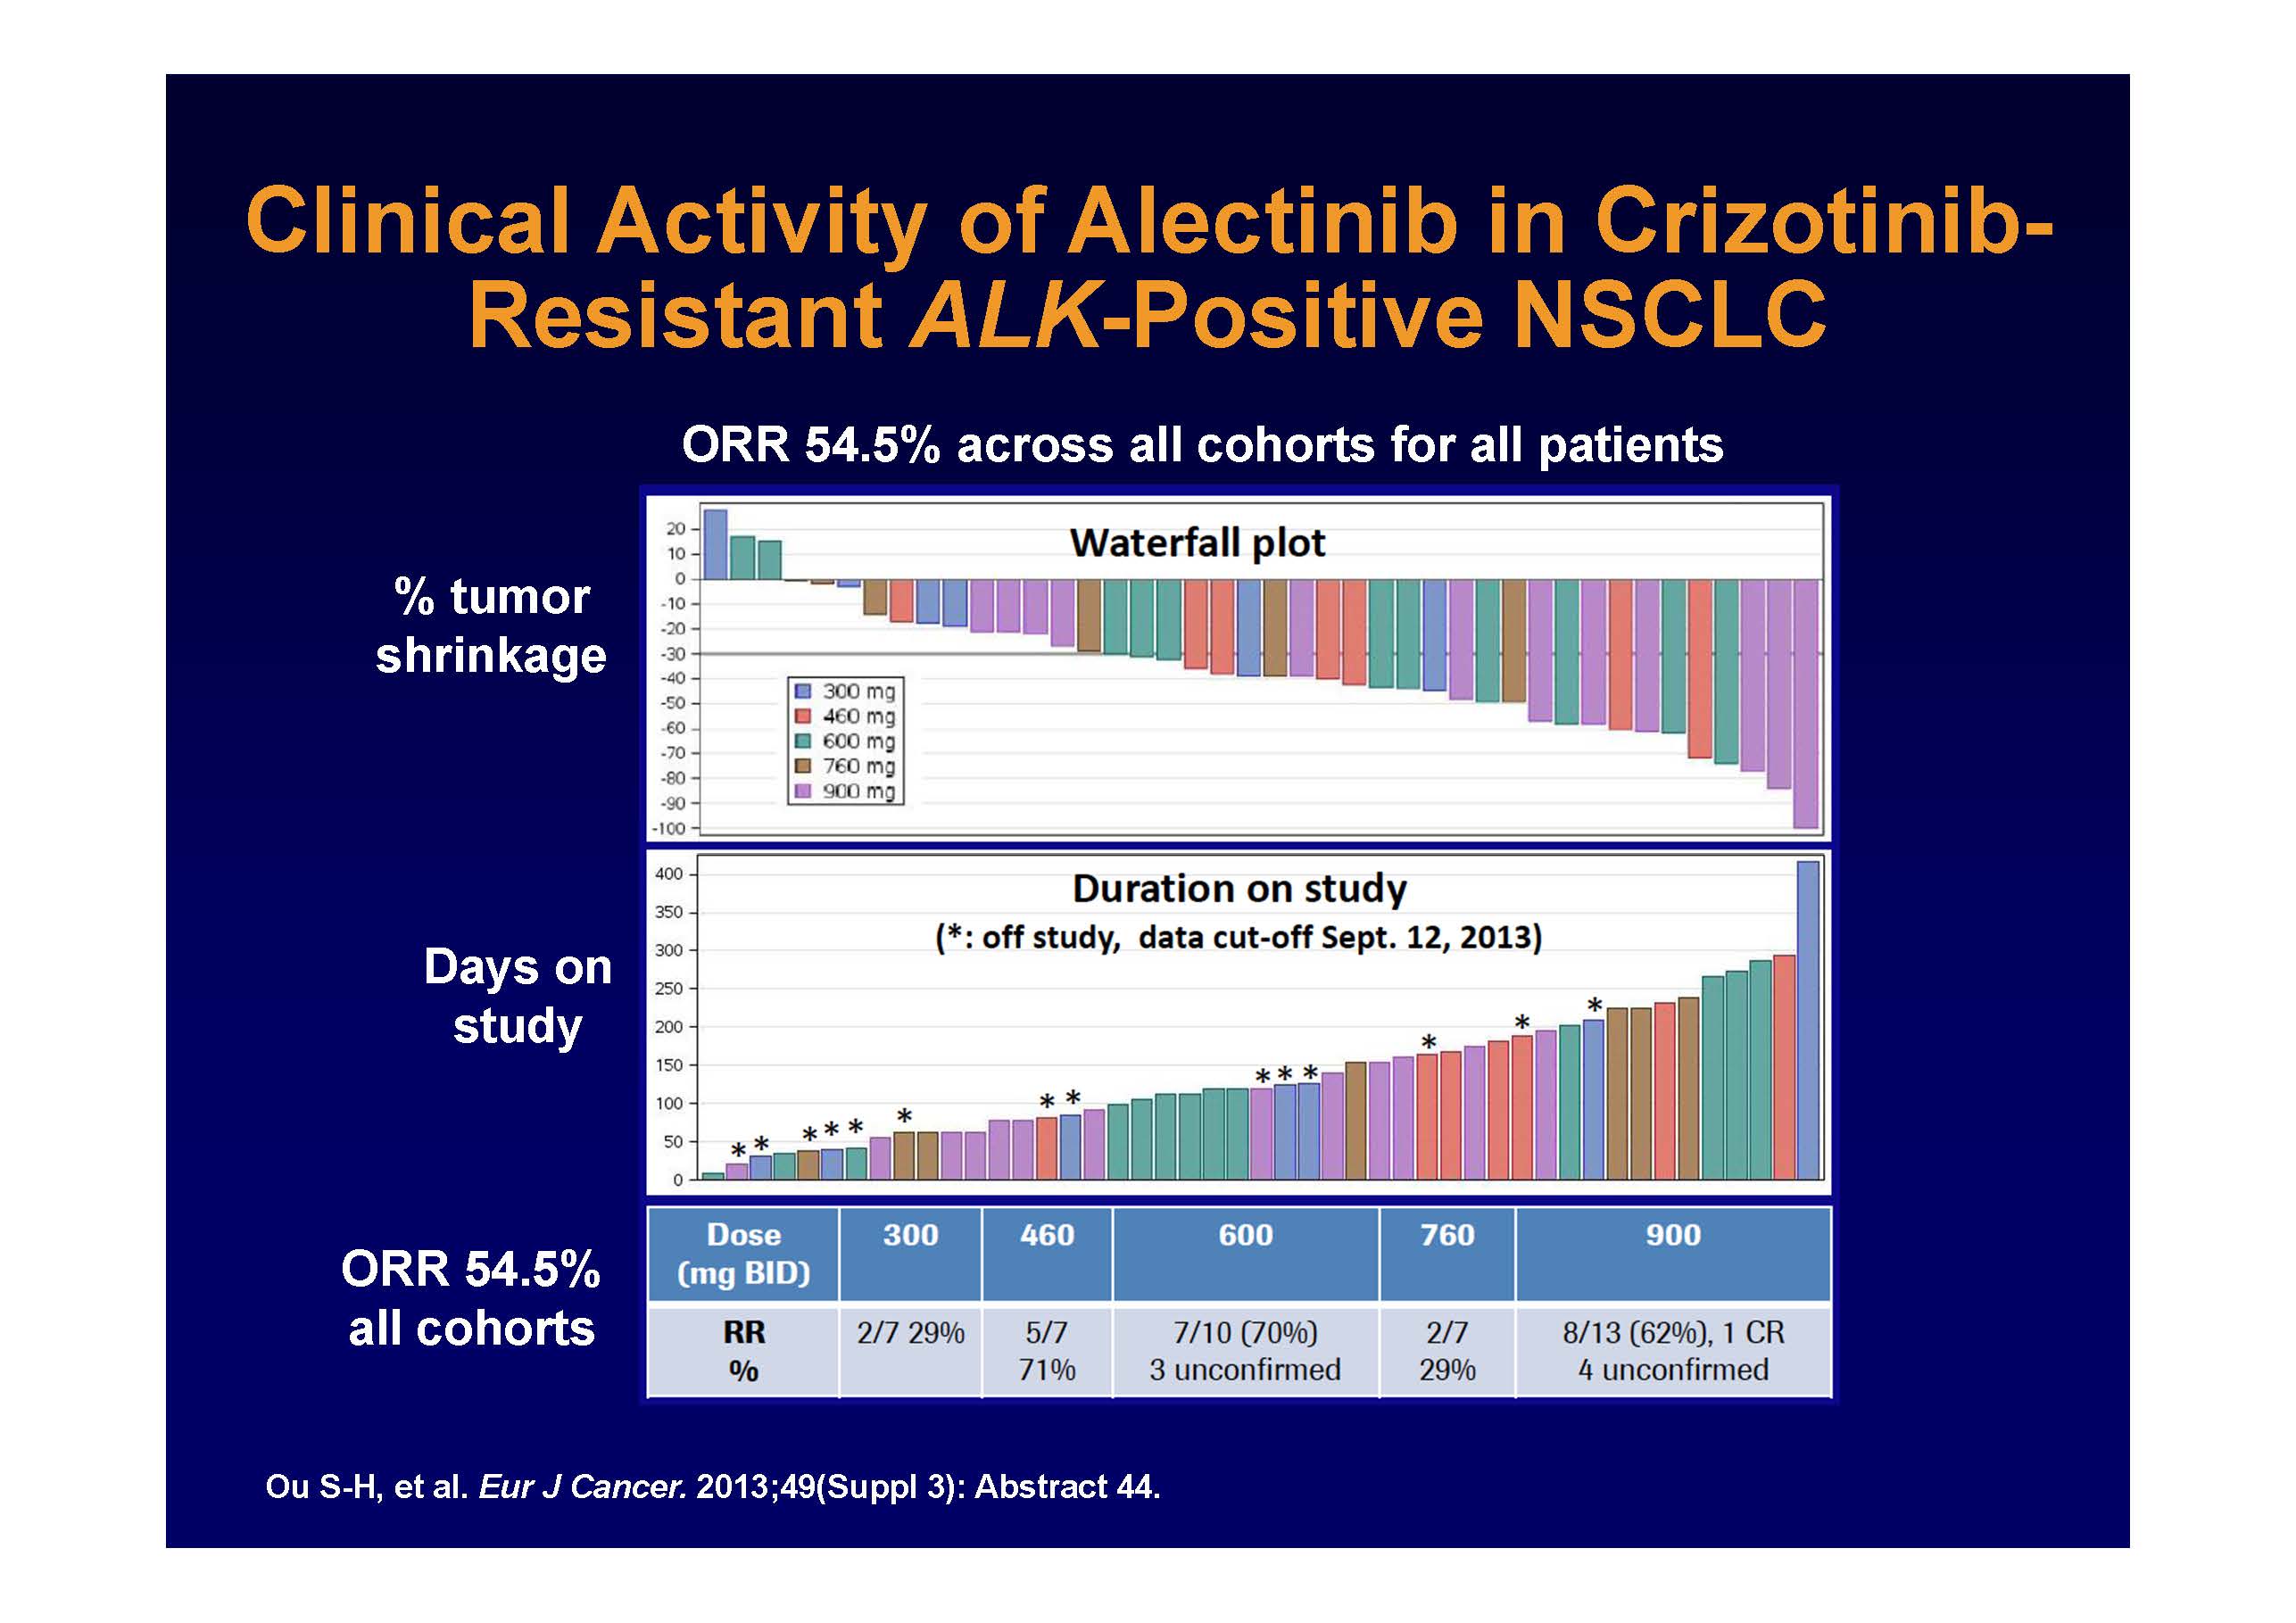 Clinical Activity of Alectinib in Crizotinib-
Resistant ALK-Positive NSCLC
ORR 54.5% across all cohorts for all patients
% tumor
shrinkage
Waterfall plot
20
10
0
-10
-20
-30
-40
-50
-60
-70
-80
-90
-100
300 mg
460 mg
600 mg
760 mg
900 mg
Days on
study
Duration on study
(*: off study, data cut-off Sept. 12, 2013)
400
350
300
250
200
150
100
50
0
* * * * * * * * * * * * * * *
ORR 54.5%
all cohorts
Dose 300 460 600 760 900
(mg BID)
RR 2/7 29% 5/7 7/10 (70%) 2/7 8/13 (62%), 1 CR
% 71% 3 unconfirmed 29% 4 unconfirmed
Ou S-H, et al. Eur J Cancer. 2013;49(Suppl 3): Abstract 44.